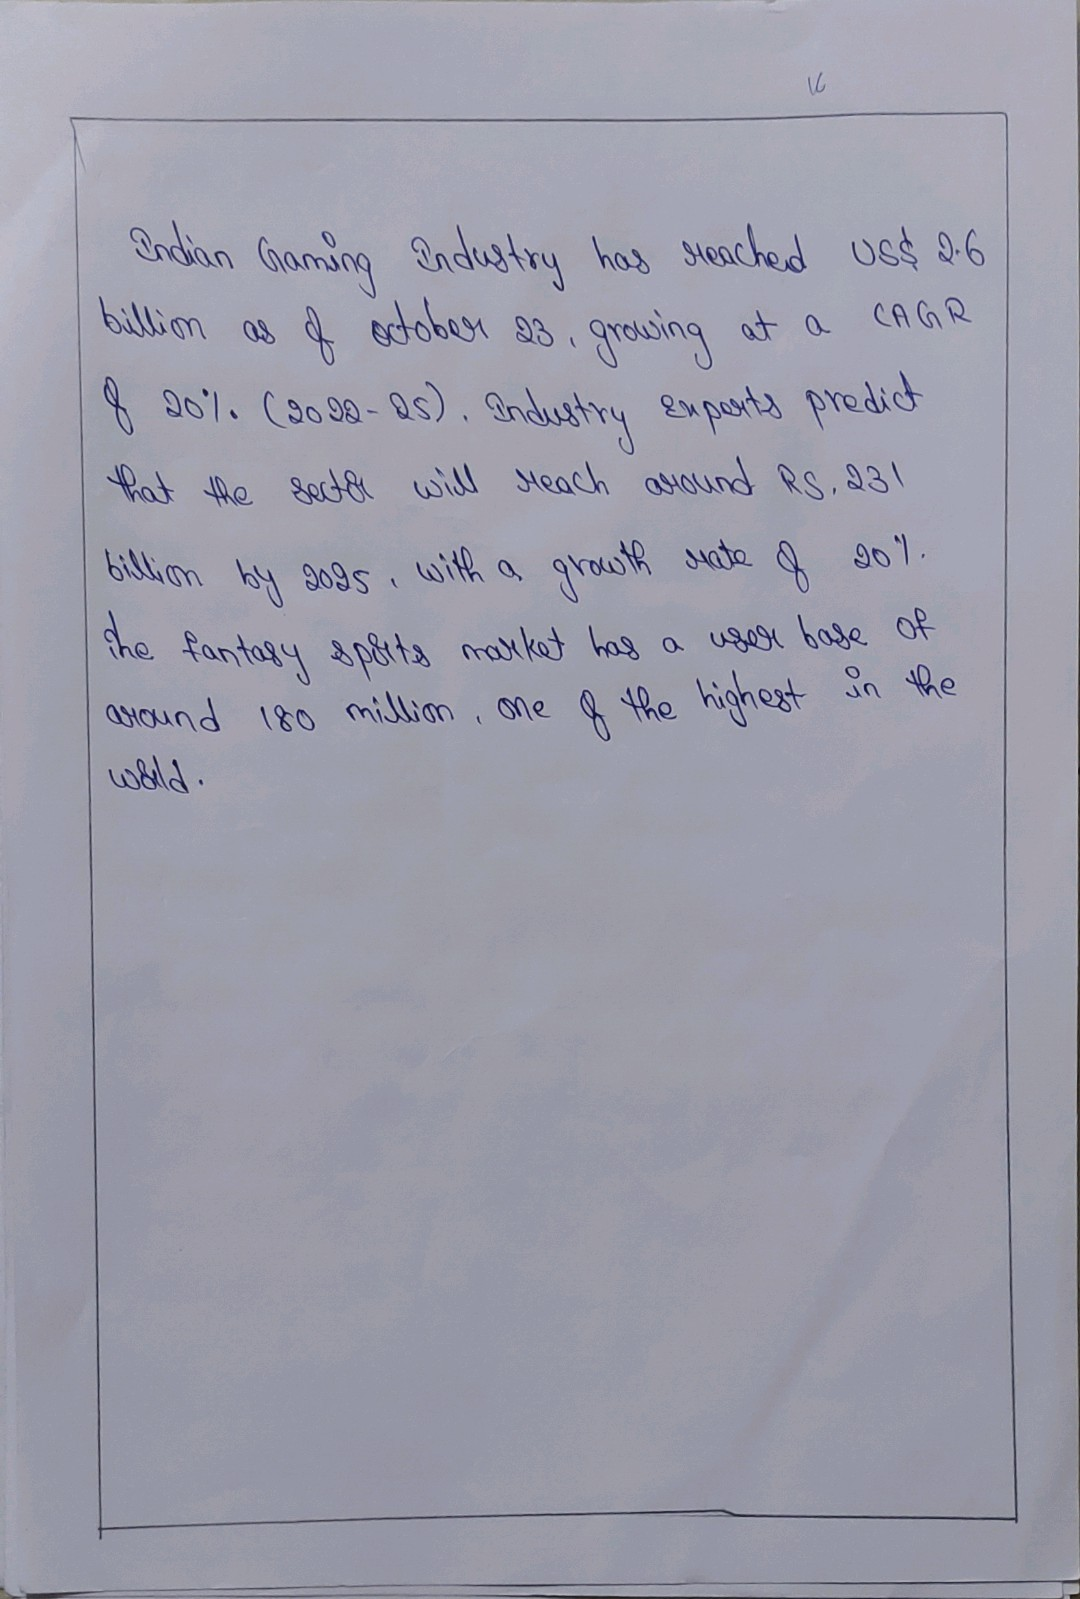 16
Indian Gaming Industry has reached US$ 2.6
billion as of october 23, growing at a CAGR
of 20%. (2022-25). Industry Experts predict
that the sector will reach around RS. 231
billion by 2025, with a growth rate of 20%.
the fantasy sports market has a user base of
around 180 million, one of the highest in the
world.